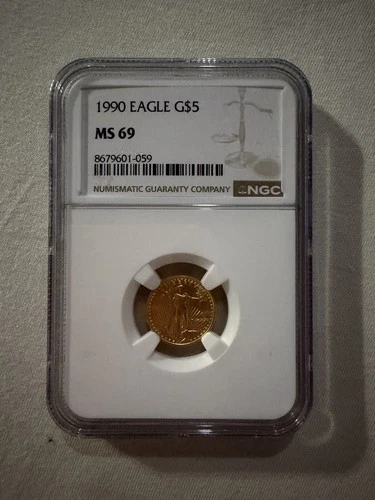 1990 EAGLE G$5
MS 69
8679601-059
NUMISMATIC GUARANTY COMPANY NGC